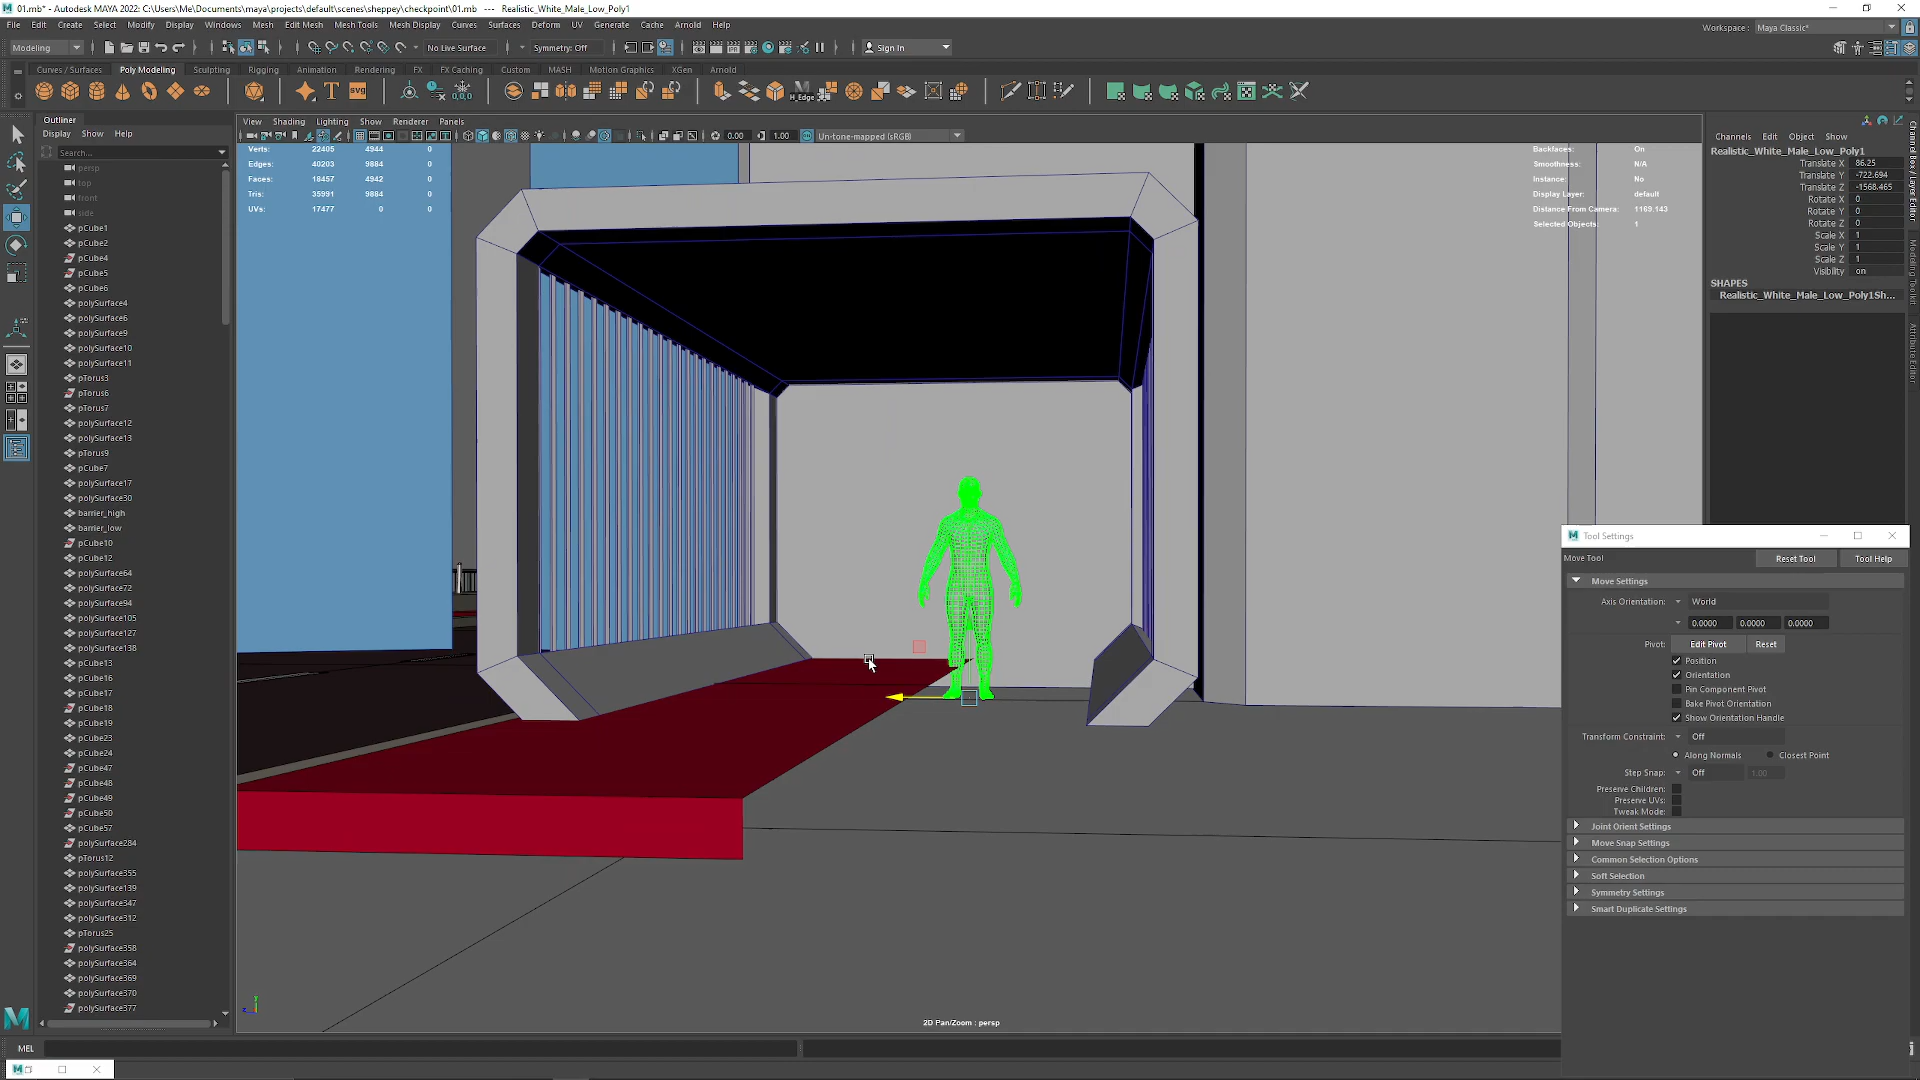 01.mb* - Autodesk MAYA 2022: C:\Users\Me\Documents\maya\projects\default\scenes\sheppey\checkpoint\01.mb --- Realistic_White_Male_Low_Poly1
File Edit Create Select Modify Display Windows Mesh Edit Mesh Mesh Tools Mesh Display Curves Surfaces Deform UV Generate Cache Arnold Help
Workspace: Maya Classic*
Modeling No Live Surface Symmetry: Off Sign In
Curves / Surfaces Poly Modeling Sculpting Rigging Animation Rendering FX FX Caching Custom MASH Motion Graphics XGen Arnold
H_Edge
Outliner
Display Show Help
Search...
persp
top
front
side
pCube1
pCube2
pCube4
pCube5
pCube6
polySurface4
polySurface6
polySurface9
polySurface10
polySurface11
pTorus3
pTorus6
pTorus7
polySurface12
polySurface13
pTorus9
pCube7
polySurface17
polySurface30
barrier_high
barrier_low
pCube10
pCube12
polySurface64
polySurface72
polySurface94
polySurface105
polySurface127
polySurface138
pCube13
pCube16
pCube17
pCube18
pCube19
pCube23
pCube24
pCube47
pCube48
pCube49
pCube50
pCube57
polySurface284
pTorus12
polySurface355
polySurface139
polySurface347
polySurface312
pTorus25
polySurface358
polySurface364
polySurface369
polySurface370
polySurface377
View Shading Lighting Show Renderer Panels
0.00 1.00 Un-tone-mapped (sRGB)
Verts: 22405 4944 0
Edges: 40203 9884 0
Faces: 18457 4942 0
Tris: 35991 9884 0
UVs: 17477 0 0
Backfaces: On
Smoothness: N/A
Instance: No
Display Layer: default
Distance From Camera: 1169.143
Selected Objects: 1
2D Pan/Zoom : persp
Channels Edit Object Show
Realistic_White_Male_Low_Poly1
Translate X 86.25
Translate Y -722.694
Translate Z -1568.465
Rotate X 0
Rotate Y 0
Rotate Z 0
Scale X 1
Scale Y 1
Scale Z 1
Visibility on
SHAPES
Realistic_White_Male_Low_Poly1Sh...
Channel Box / Layer Editor
Modeling Toolkit
Attribute Editor
Tool Settings
Move Tool Reset Tool Tool Help
Move Settings
Axis Orientation: World
0.0000 0.0000 0.0000
Pivot: Edit Pivot Reset
Position
Orientation
Pin Component Pivot
Bake Pivot Orientation
Show Orientation Handle
Transform Constraint: Off
Along Normals Closest Point
Step Snap: Off 1.00
Preserve Children:
Preserve UVs:
Tweak Mode:
Joint Orient Settings
Move Snap Settings
Common Selection Options
Soft Selection
Symmetry Settings
Smart Duplicate Settings
MEL